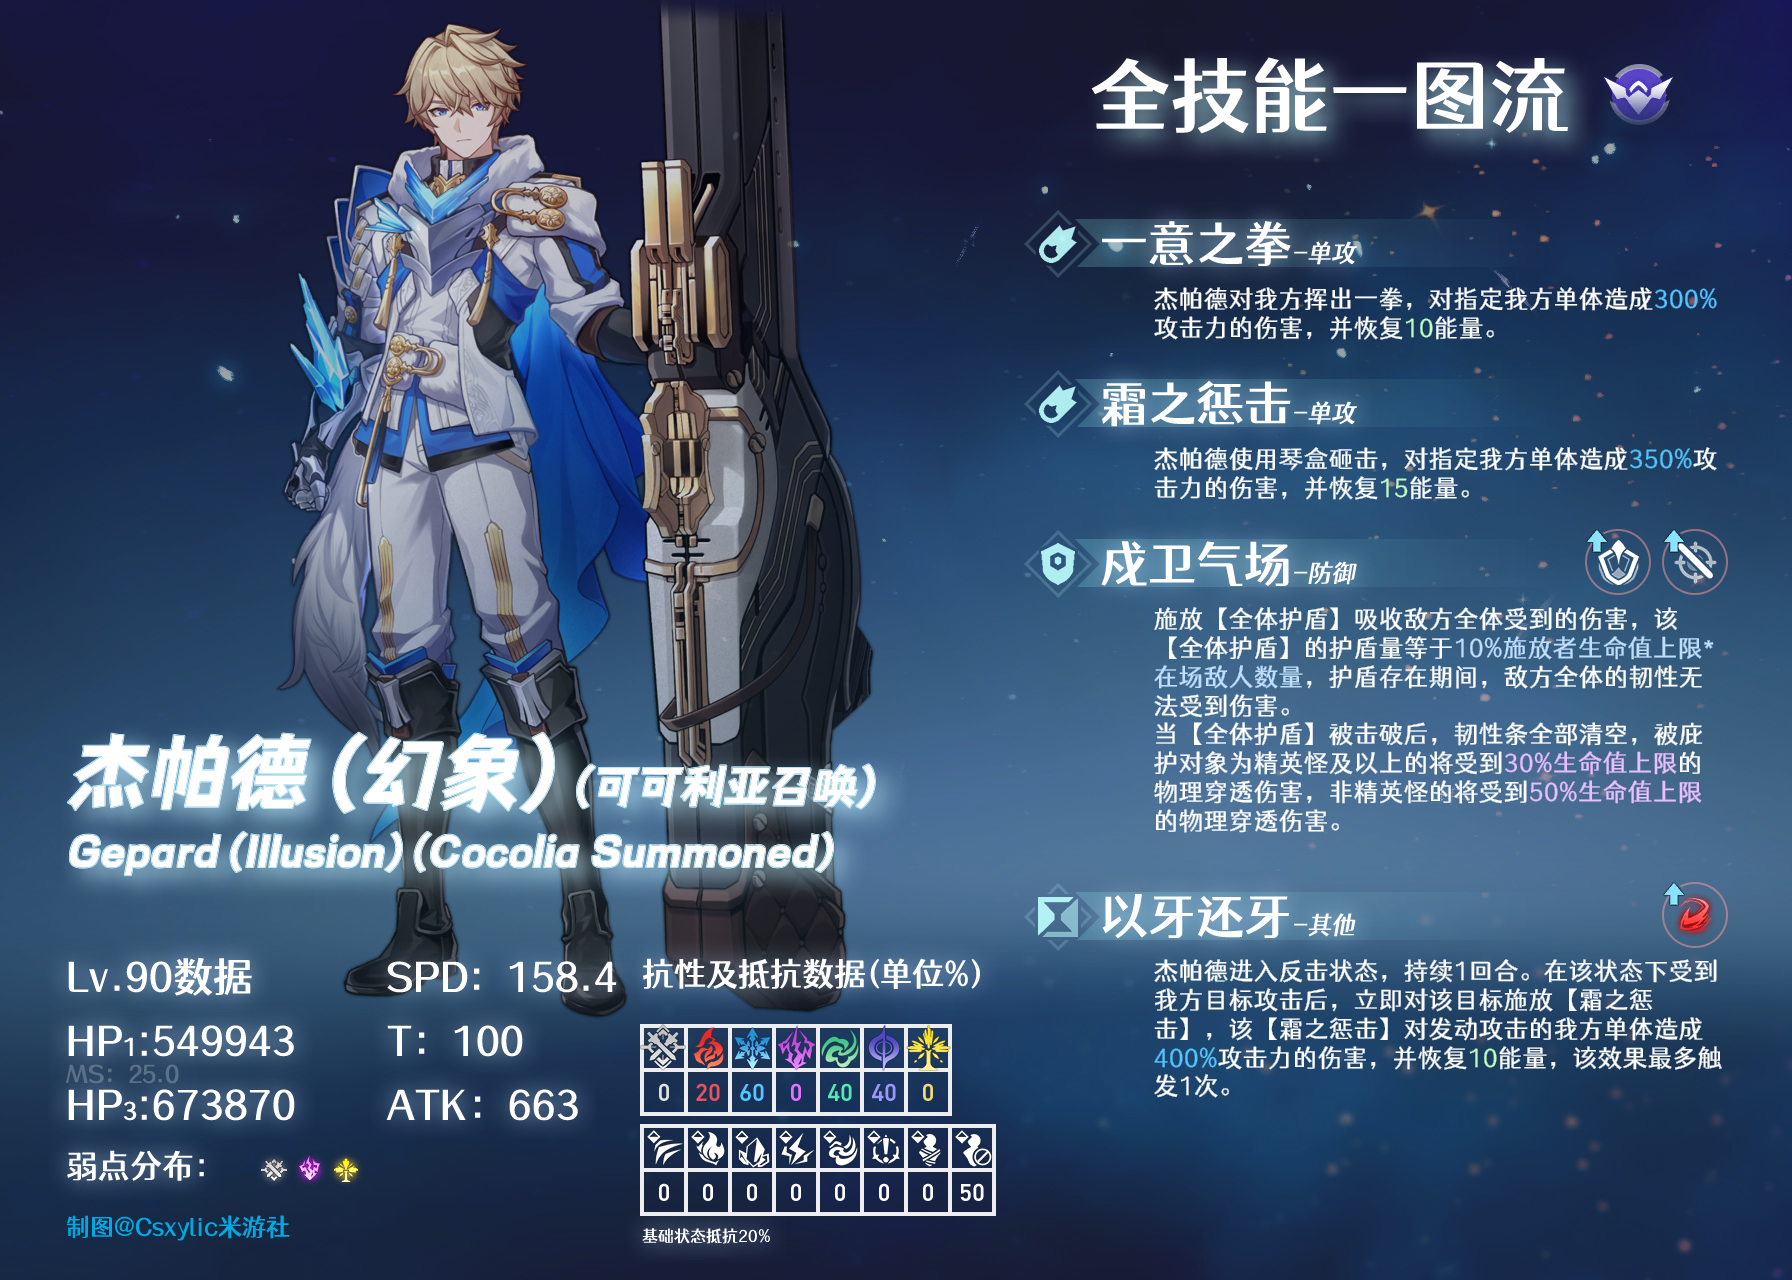 全技能一图流
一意之拳-单攻
杰帕德对我方挥出一拳，对指定我方单体造成300%
攻击力的伤害，并恢复10能量。
霜之惩击-单攻
杰帕德使用琴盒砸击，对指定我方单体造成350%攻
击力的伤害，并恢复15能量。
戍卫气场-防御
施放【全体护盾】吸收敌方全体受到的伤害，该
【全体护盾】的护盾量等于10%施放者生命值上限*
在场敌人数量，护盾存在期间，敌方全体的韧性无
法受到伤害。
当【全体护盾】被击破后，韧性条全部清空，被庇
护对象为精英怪及以上的将受到30%生命值上限的
物理穿透伤害，非精英怪的将受到50%生命值上限
的物理穿透伤害。
以牙还牙-其他
杰帕德进入反击状态，持续1回合。在该状态下受到
我方目标攻击后，立即对该目标施放【霜之惩
击】，该【霜之惩击】对发动攻击的我方单体造成
400%攻击力的伤害，并恢复10能量，该效果最多触
发1次。
杰帕德（幻象）（可可利亚召唤）
Gepard (Illusion) (Cocolia Summoned)
Lv.90数据 SPD：158.4
HP1:549943 T：100
MS：25.0
HP3:673870 ATK：663
弱点分布：
制图@Csxylic米游社
抗性及抵抗数据(单位%)
0 20 60 0 40 40 0
0 0 0 0 0 0 0 50
基础状态抵抗20%